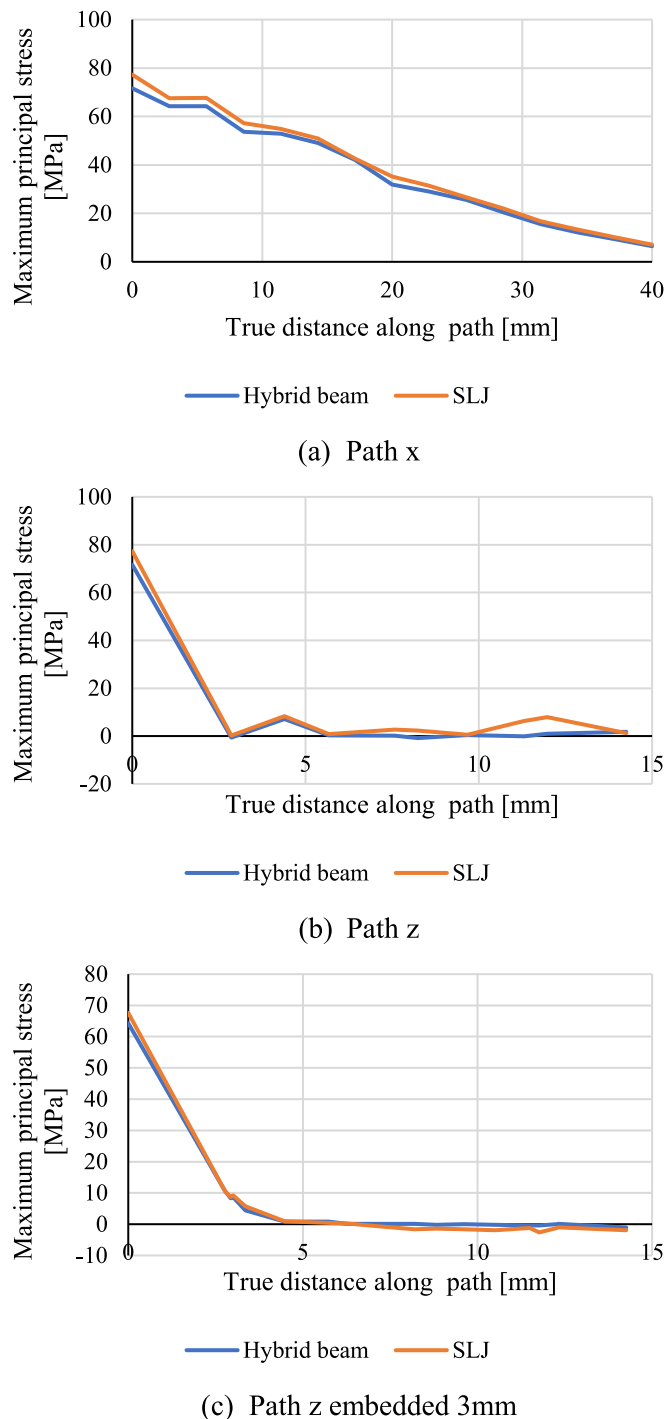 Maximum principal stress
[MPa]
100
80
60
40
20
0
0 10 20 30 40
True distance along path [mm]
Hybrid beam SLJ
(a) Path x
Maximum principal stress
[MPa]
100
80
60
40
20
0
-20
0 5 10 15
True distance along path [mm]
Hybrid beam SLJ
(b) Path z
Maximum principal stress
[MPa]
80
70
60
50
40
30
20
10
0
-10
0 5 10 15
True distance along path [mm]
Hybrid beam SLJ
(c) Path z embedded 3mm